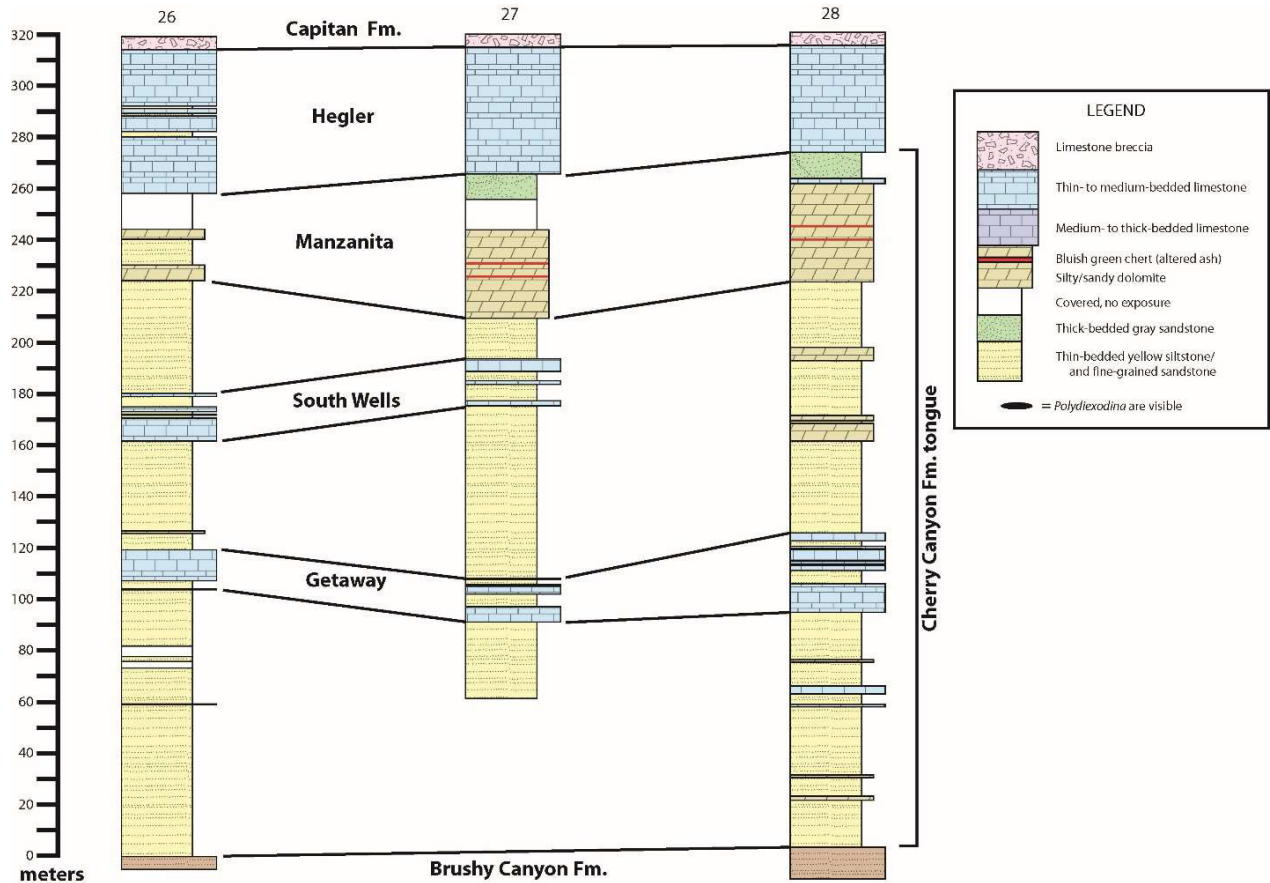 26
27
28
Capitan Fm.
Hegler
Manzanita
South Wells
Getaway
Brushy Canyon Fm.
Cherry Canyon Fm. tongue
320
300
280
260
240
220
200
180
160
140
120
100
80
60
40
20
0
meters
LEGEND
Limestone breccia
Thin- to medium-bedded limestone
Medium- to thick-bedded limestone
Bluish green chert (altered ash)
Silty/sandy dolomite
Covered, no exposure
Thick-bedded gray sandstone
Thin-bedded yellow siltstone/
and fine-grained sandstone
= Polydiexodina are visible